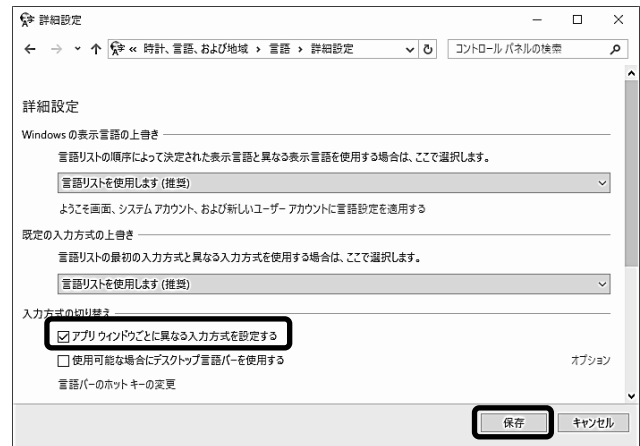 詳細設定
« 時計、言語、および地域 › 言語 › 詳細設定
コントロール パネルの検索
詳細設定
Windows の表示言語の上書き
言語リストの順序によって決定された表示言語と異なる表示言語を使用する場合は、ここで選択します。
言語リストを使用します (推奨)
ようこそ画面、システム アカウント、および新しいユーザー アカウントに言語設定を適用する
既定の入力方式の上書き
言語リストの最初の入力方式と異なる入力方式を使用する場合は、ここで選択します。
言語リストを使用します (推奨)
入力方式の切り替え
アプリ ウィンドウごとに異なる入力方式を設定する
使用可能な場合にデスクトップ言語バーを使用する
オプション
言語バーのホット キーの変更
保存
キャンセル